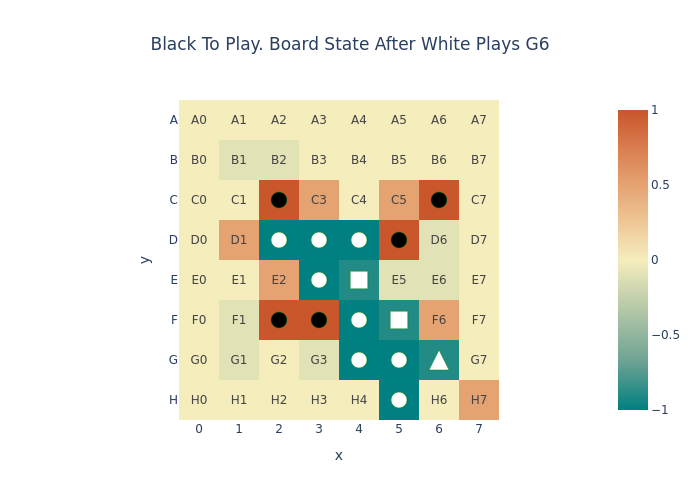 Black To Play. Board State After White Plays G6
A A0 A1 A2 A3 A4 A5 A6 A7
B B0 B1 B2 B3 B4 B5 B6 B7
C C0 C1 C3 C4 C5 C7
D D0 D1 D6 D7
E E0 E1 E2 E5 E6 E7
F F0 F1 F6 F7
G G0 G1 G2 G3 G7
H H0 H1 H2 H3 H4 H6 H7
0 1 2 3 4 5 6 7
x
y
1
0.5
0
−0.5
−1